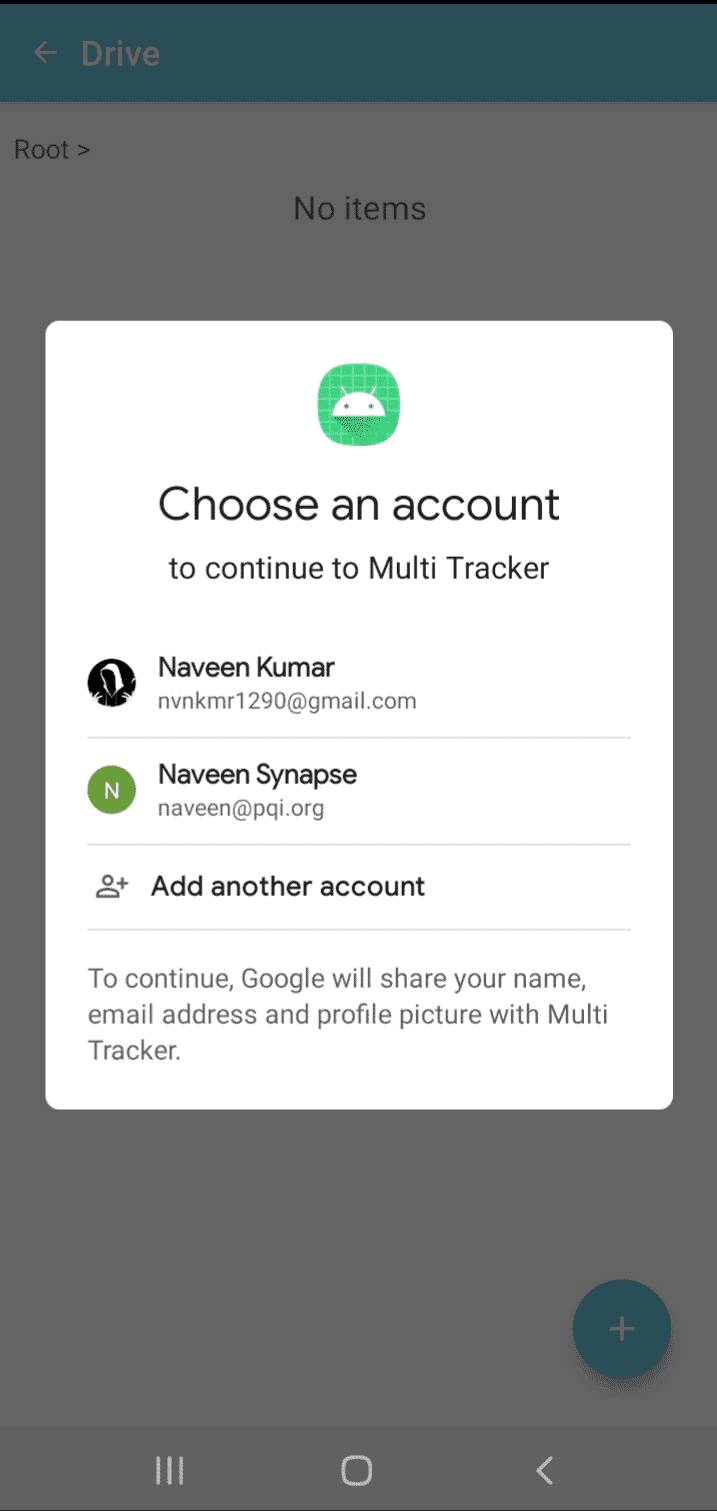 Drive
Root >
No items
Choose an account
to continue to Multi Tracker
Naveen Kumar
nvnkmr1290@gmail.com
N
Naveen Synapse
naveen@pqi.org
Add another account
To continue, Google will share your name,
email address and profile picture with Multi
Tracker.